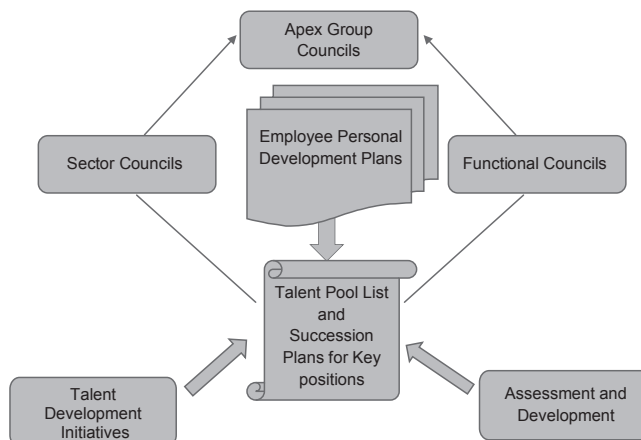 Apex Group
Councils
Employee Personal
Development Plans
Sector Councils
Functional Councils
Talent Pool List
and
Succession
Plans for Key
positions
Talent
Development
Initiatives
Assessment and
Development